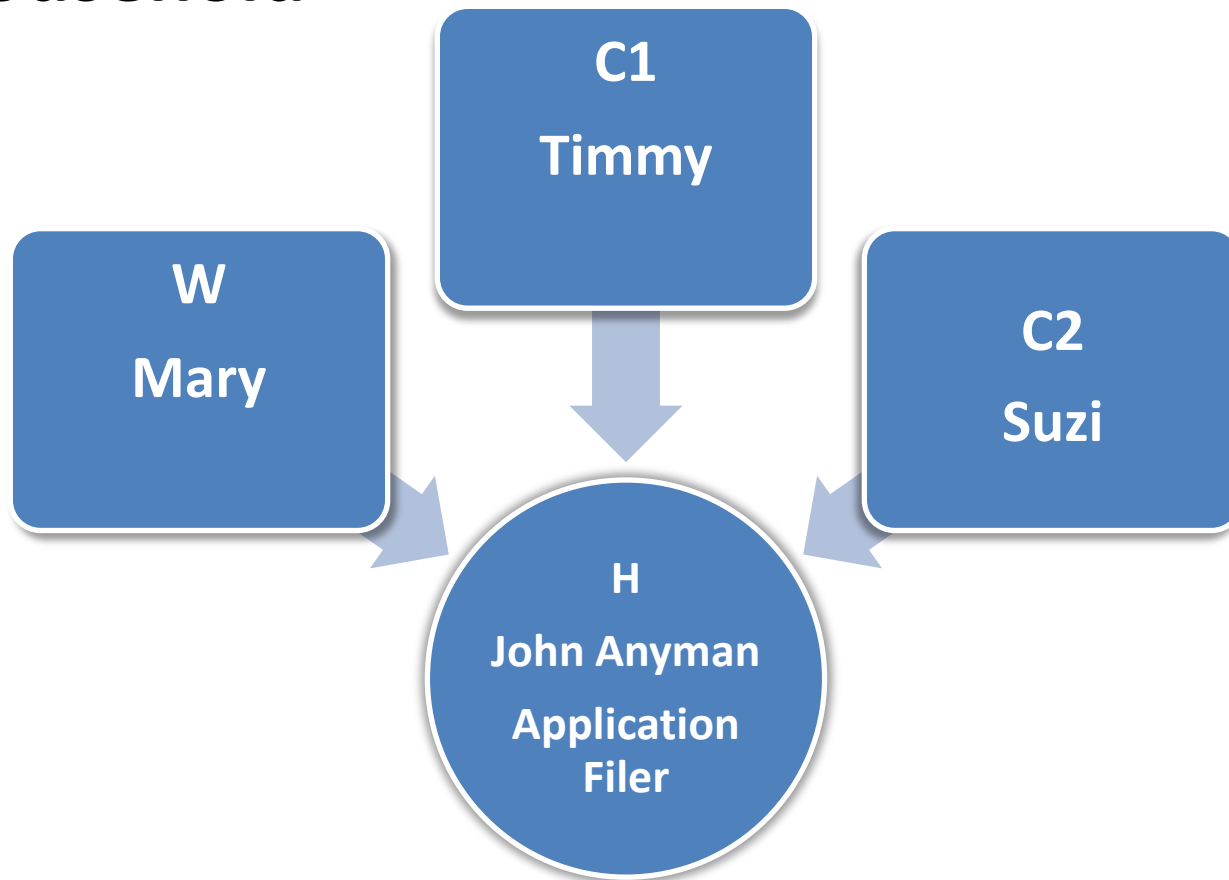 C1
Timmy
W
Mary
C2
Suzi
H
John Anyman
Application
Filer